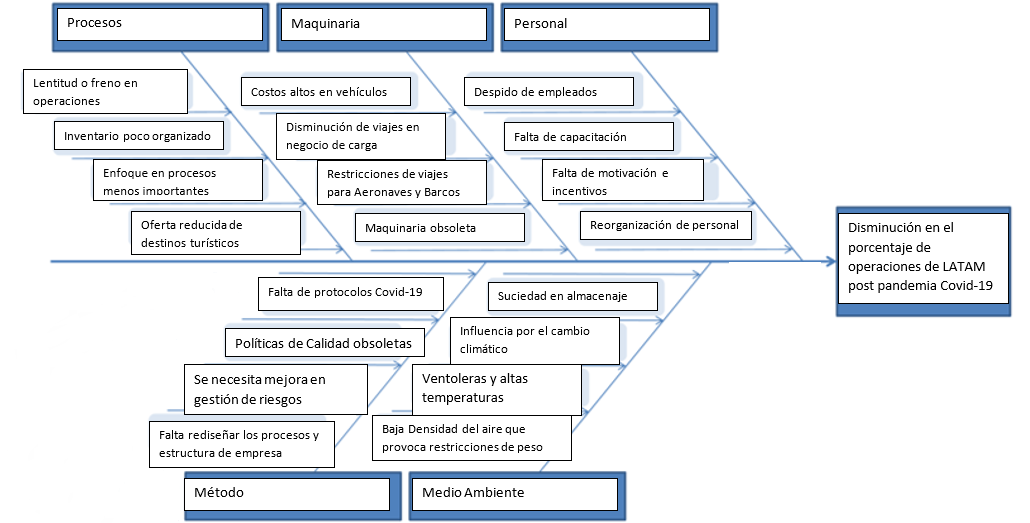 Procesos
Maquinaria
Personal
Lentitud o freno en
operaciones
Inventario poco organizado
Enfoque en procesos
menos importantes
Oferta reducida de
destinos turísticos
Costos altos en vehículos
Disminución de viajes en
negocio de carga
Restricciones de viajes
para Aeronaves y Barcos
Maquinaria obsoleta
Despido de empleados
Falta de capacitación
Falta de motivación e
incentivos
Reorganización de personal
Disminución en el
porcentaje de
operaciones de LATAM
post pandemia Covid-19
Falta de protocolos Covid-19
Políticas de Calidad obsoletas
Se necesita mejora en
gestión de riesgos
Falta rediseñar los procesos y
estructura de empresa
Suciedad en almacenaje
Influencia por el cambio
climático
Ventoleras y altas
temperaturas
Baja Densidad del aire que
provoca restricciones de peso
Método
Medio Ambiente